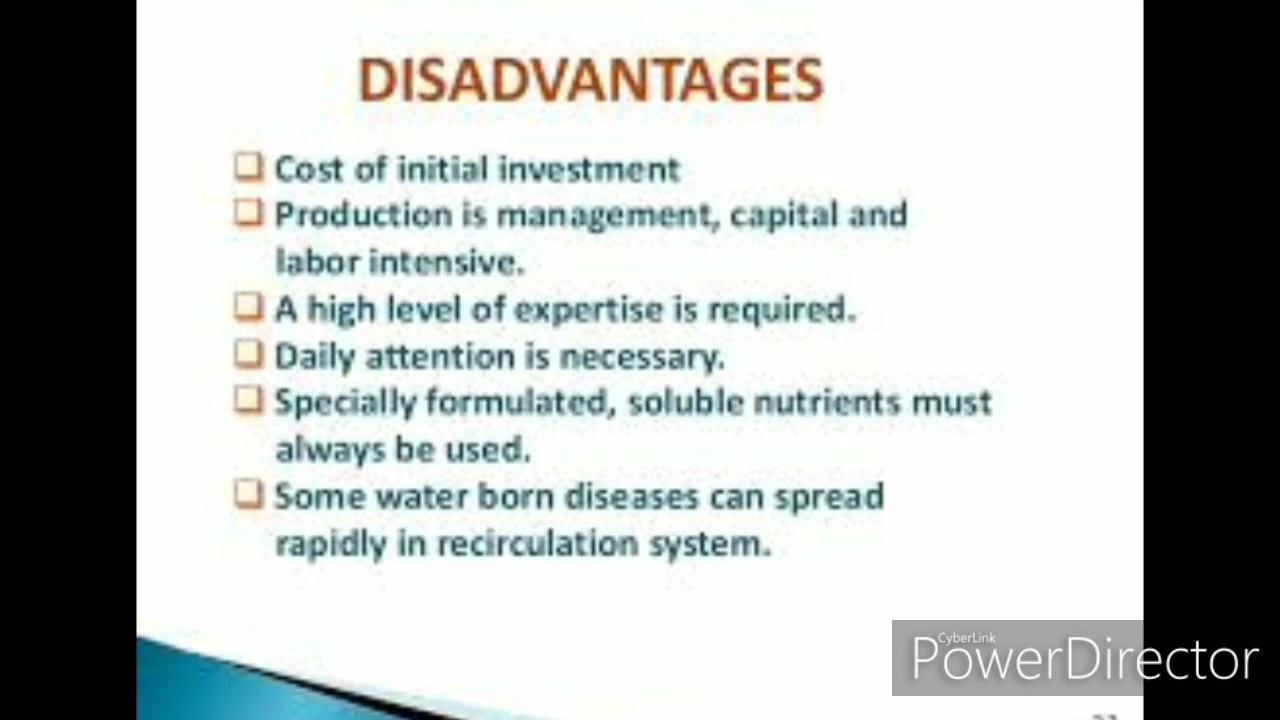 DISADVANTAGES
Cost of initial investment
Production is management, capital and
labor intensive.
A high level of expertise is required.
Daily attention is necessary.
Specially formulated, soluble nutrients must
always be used.
Some water born diseases can spread
rapidly in recirculation system.
CyberLink
PowerDirector